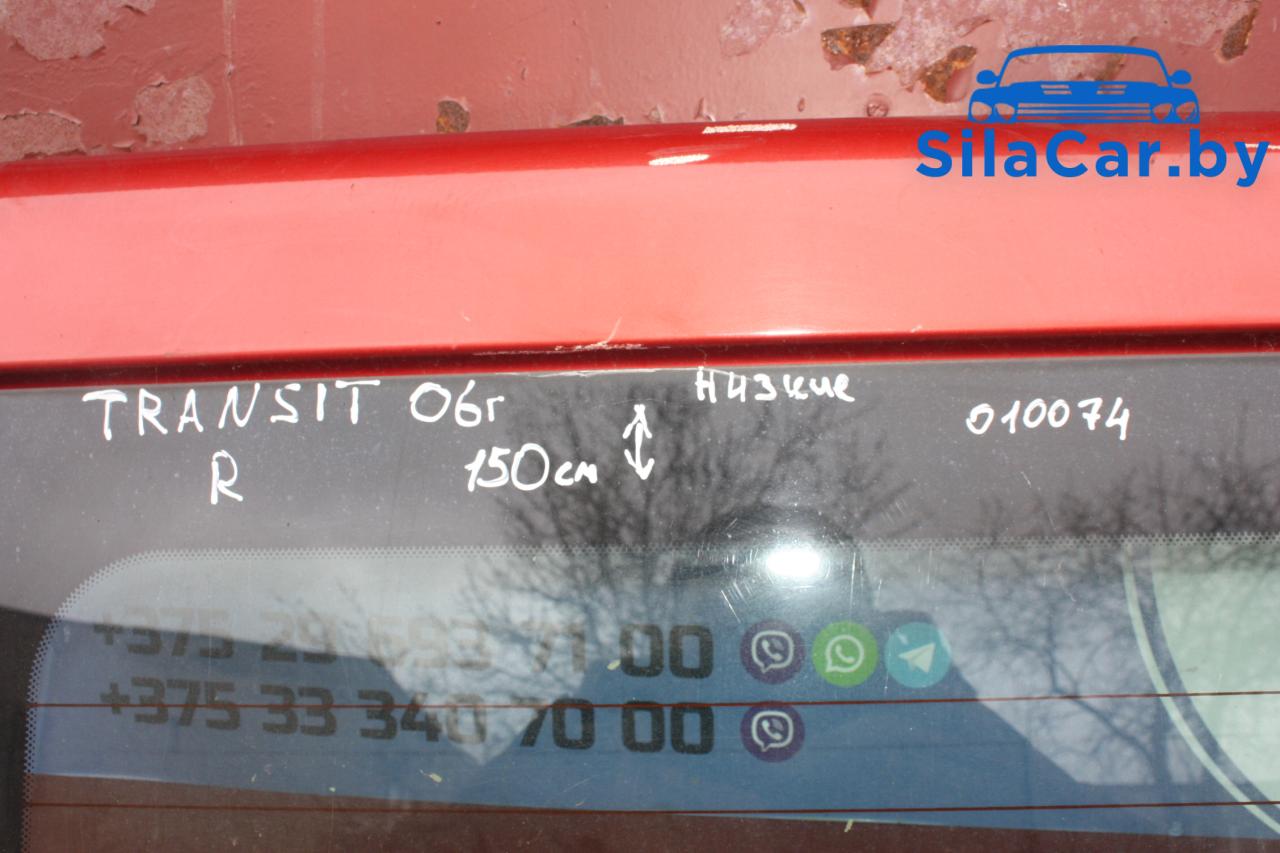 SilaCar.by
TRANSIT 06г
низкие
010074
R
150см
+375 29 693 71 00
+375 33 340 70 00